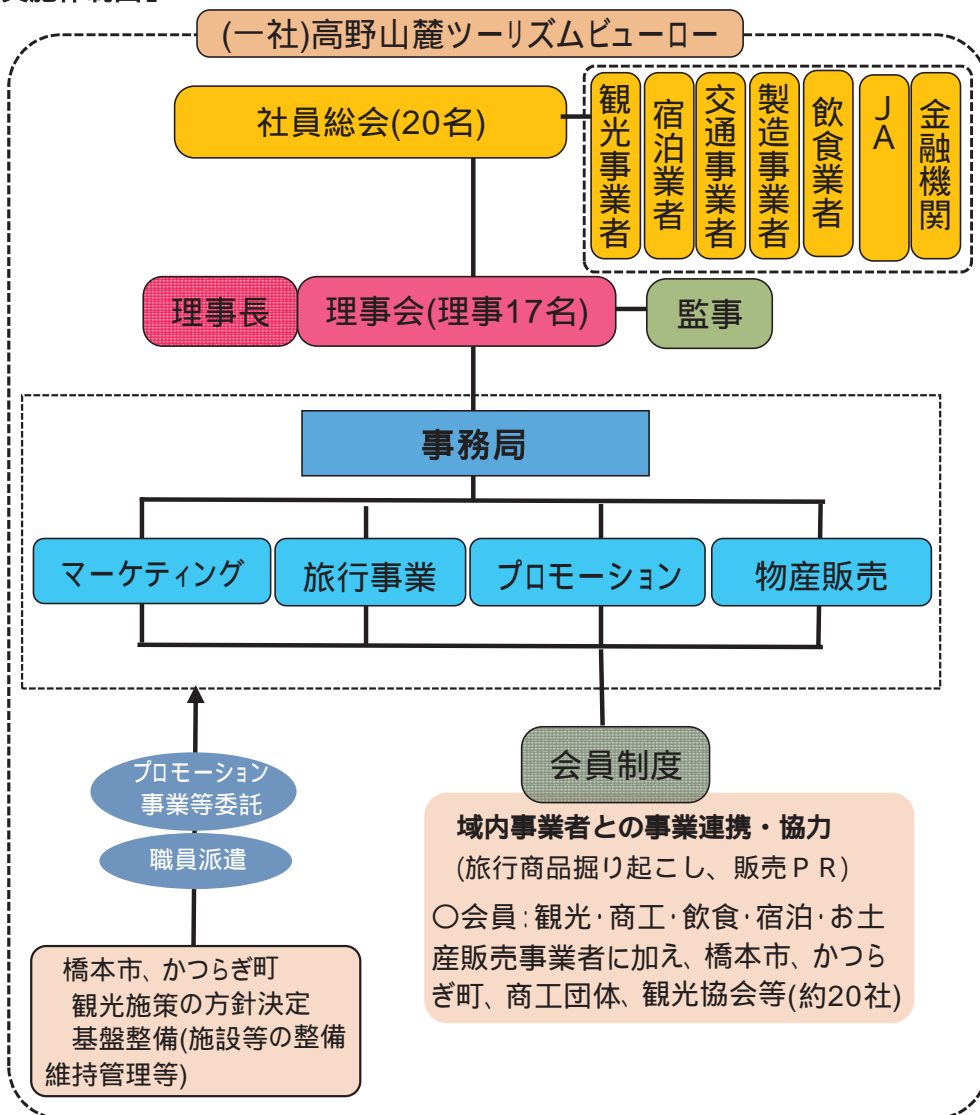 (一社)高野山麓ツーリズムビューロー
社員総会(20名)
観光事業者
宿泊業者
交通事業者
製造事業者
飲食業者
JA
金融機関
理事長
理事会(理事17名)
監事
事務局
マーケティング
旅行事業
プロモーション
物産販売
プロモーション
事業等委託
職員派遣
橋本市、かつらぎ町
観光施策の方針決定
基盤整備(施設等の整備
維持管理等)
会員制度
域内事業者との事業連携・協力
(旅行商品掘り起こし、販売ＰＲ)
〇会員:観光･商工･飲食･宿泊･お土
産販売事業者に加え、橋本市、かつら
ぎ町、商工団体、観光協会等(約20社)